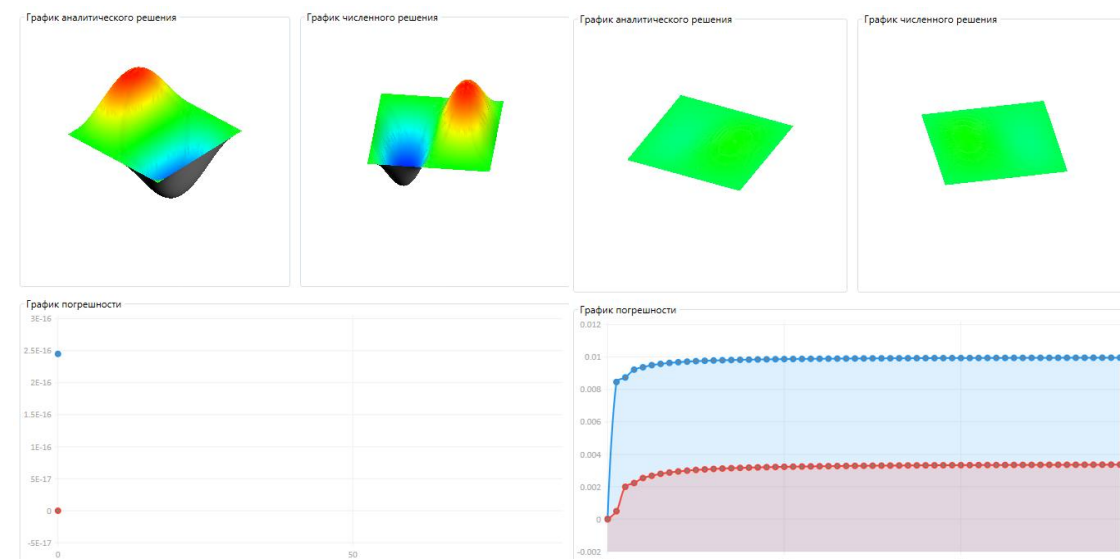 График аналитического решения
График численного решения
График аналитического решения
График численного решения
График погрешности
3E-16
2.5E-16
2E-16
1.5E-16
1E-16
5E-17
0
-5E-17
0
50
График погрешности
0.012
0.01
0.008
0.006
0.004
0.002
0
-0.002